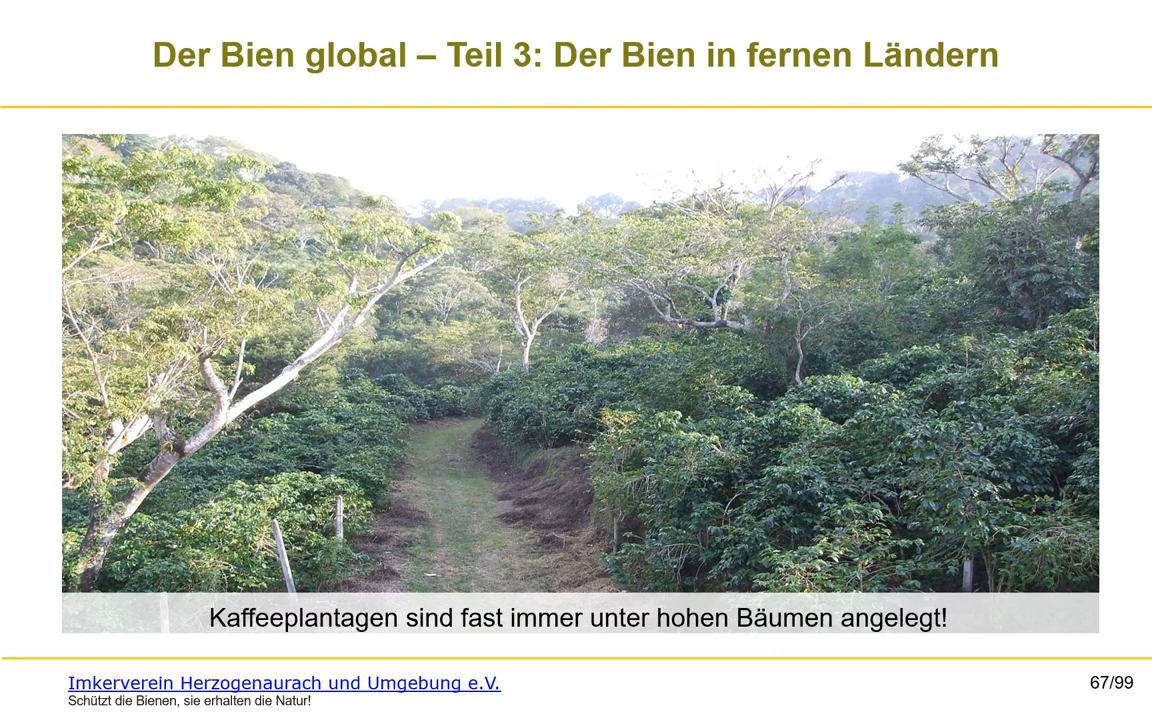 Der Bien global – Teil 3: Der Bien in fernen Ländern
Kaffeeplantagen sind fast immer unter hohen Bäumen angelegt!
Imkerverein Herzogenaurach und Umgebung e.V.
Schützt die Bienen, sie erhalten die Natur!
67/99